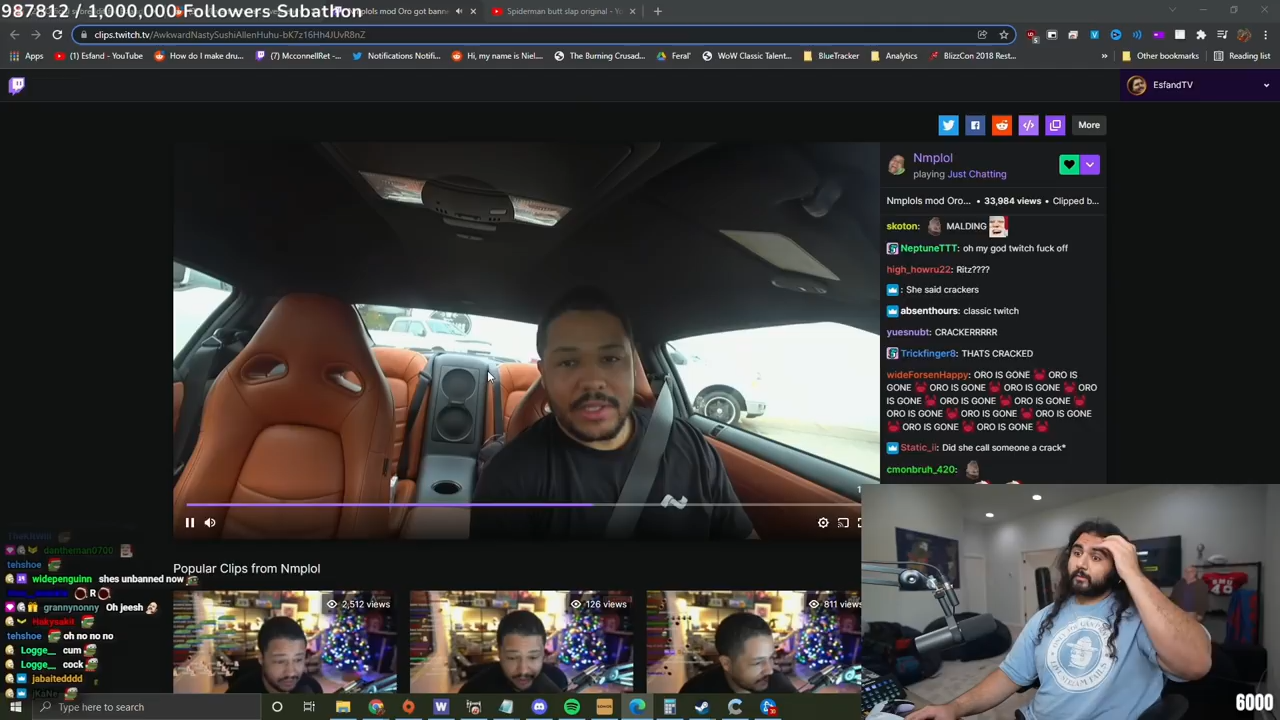 987812 / 1,000,000 Followers Subathon
nmplols mod Oro got bann
Spiderman butt slap original - Yo
clips.twitch.tv/AwkwardNastySushiAllenHuhu-bK7z16Hh4JUvR8nZ
Apps
(1) Esfand - YouTube
How do I make dru...
(7) McconnellRet -...
Notifications Notifi...
Hi, my name is Niel...
The Burning Crusad...
Feral'
WoW Classic Talent...
BlueTracker
Analytics
BlizzCon 2018 Rest...
Other bookmarks
Reading list
EsfandTV
More
Nmplol
playing Just Chatting
Nmplols mod Oro... • 33,984 views • Clipped b...
skoton: MALDING
NeptuneTTT: oh my god twitch fuck off
high_howru22: Ritz????
: She said crackers
absenthours: classic twitch
yuesnubt: CRACKERRRRR
Trickfinger8: THATS CRACKED
wideForsenHappy: ORO IS GONE ORO IS
GONE ORO IS GONE ORO IS GONE ORO
IS GONE ORO IS GONE ORO IS GONE
ORO IS GONE ORO IS GONE ORO IS GONE
ORO IS GONE ORO IS GONE
Static_ii: Did she call someone a crack*
cmonbruh_420:
dantheman0700
tehshoe
widepenguinn shes unbanned now
R
grannynonny Oh jeesh
Hakysakit
tehshoe oh no no no
Logge__ cum
Logge__ cock
jabaitedddd
Popular Clips from Nmplol
2,512 views
126 views
811 views
Type here to search
6000